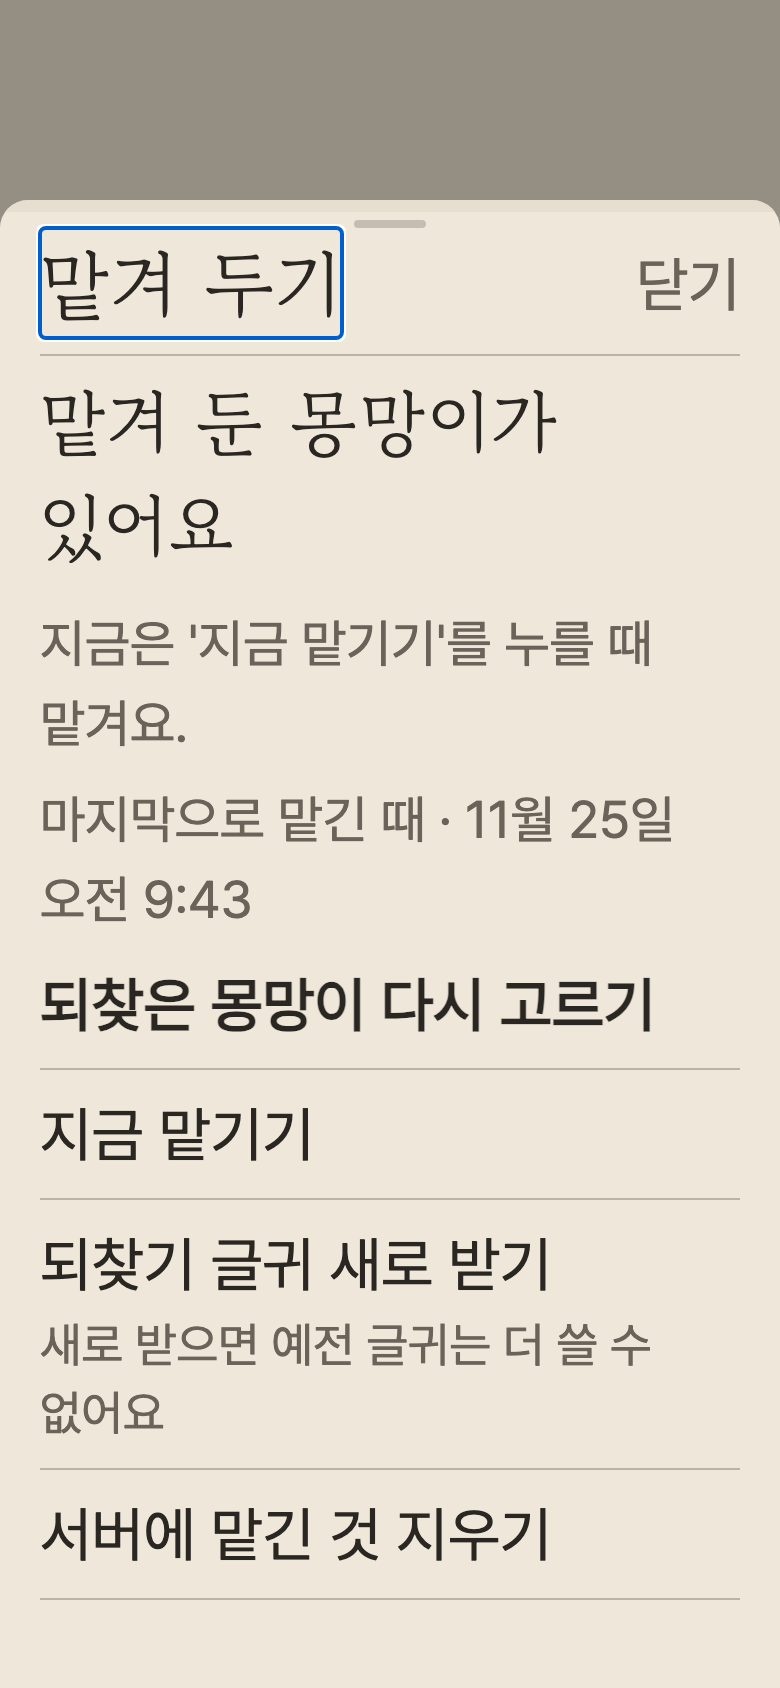 맡겨 두기
닫기
맡겨 둔 몽망이가
있어요
지금은 '지금 맡기기'를 누를 때
맡겨요.
마지막으로 맡긴 때 · 11월 25일
오전 9:43
되찾은 몽망이 다시 고르기
지금 맡기기
되찾기 글귀 새로 받기
새로 받으면 예전 글귀는 더 쓸 수
없어요
서버에 맡긴 것 지우기